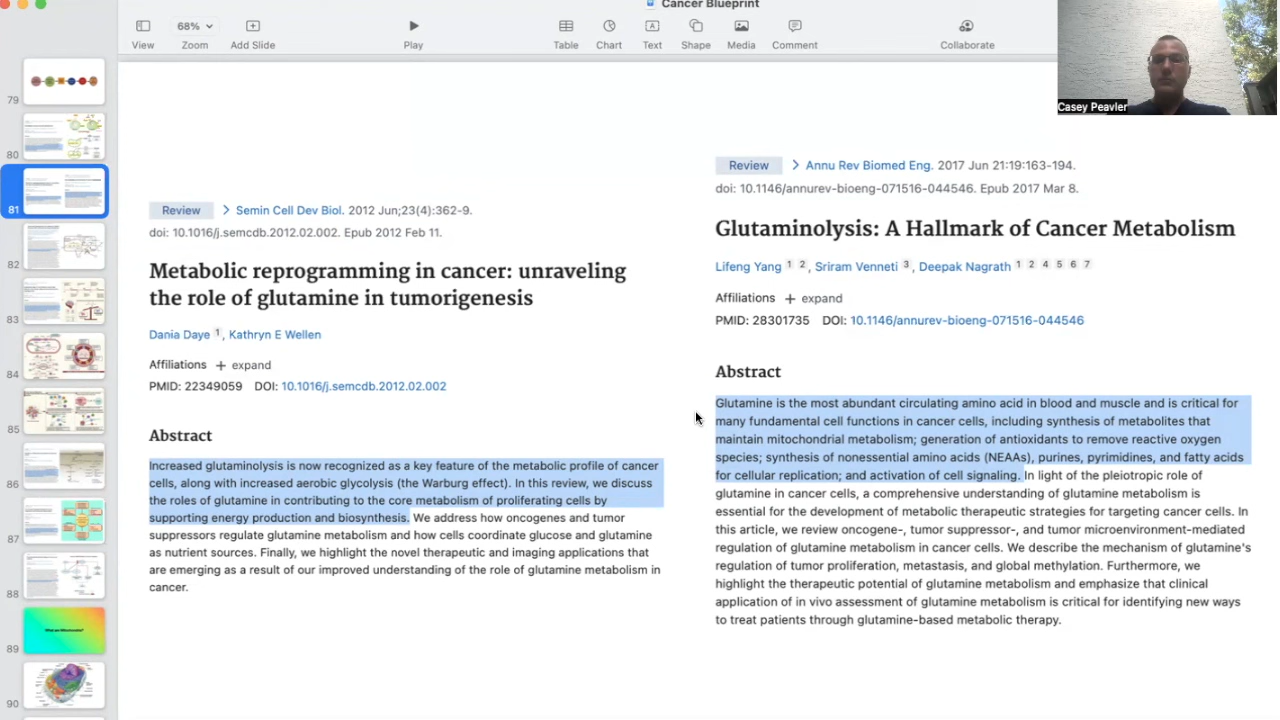 Cancer Blueprint
68%
View
Zoom
Add Slide
Play
Table
Chart
Text
Shape
Media
Comment
Collaborate
Casey Peavler
79
80
81
82
83
84
85
86
87
88
89
90
Review > Semin Cell Dev Biol. 2012 Jun;23(4):362-9.
doi: 10.1016/j.semcdb.2012.02.002. Epub 2012 Feb 11.
Metabolic reprogramming in cancer: unraveling
the role of glutamine in tumorigenesis
Dania Daye 1, Kathryn E Wellen
Affiliations + expand
PMID: 22349059 DOI: 10.1016/j.semcdb.2012.02.002
Abstract
Increased glutaminolysis is now recognized as a key feature of the metabolic profile of cancer
cells, along with increased aerobic glycolysis (the Warburg effect). In this review, we discuss
the roles of glutamine in contributing to the core metabolism of proliferating cells by
supporting energy production and biosynthesis. We address how oncogenes and tumor
suppressors regulate glutamine metabolism and how cells coordinate glucose and glutamine
as nutrient sources. Finally, we highlight the novel therapeutic and imaging applications that
are emerging as a result of our improved understanding of the role of glutamine metabolism in
cancer.
Review > Annu Rev Biomed Eng. 2017 Jun 21:19:163-194.
doi: 10.1146/annurev-bioeng-071516-044546. Epub 2017 Mar 8.
Glutaminolysis: A Hallmark of Cancer Metabolism
Lifeng Yang 1 2, Sriram Venneti 3, Deepak Nagrath 1 2 4 5 6 7
Affiliations + expand
PMID: 28301735 DOI: 10.1146/annurev-bioeng-071516-044546
Abstract
Glutamine is the most abundant circulating amino acid in blood and muscle and is critical for
many fundamental cell functions in cancer cells, including synthesis of metabolites that
maintain mitochondrial metabolism; generation of antioxidants to remove reactive oxygen
species; synthesis of nonessential amino acids (NEAAs), purines, pyrimidines, and fatty acids
for cellular replication; and activation of cell signaling. In light of the pleiotropic role of
glutamine in cancer cells, a comprehensive understanding of glutamine metabolism is
essential for the development of metabolic therapeutic strategies for targeting cancer cells. In
this article, we review oncogene-, tumor suppressor-, and tumor microenvironment-mediated
regulation of glutamine metabolism in cancer cells. We describe the mechanism of glutamine's
regulation of tumor proliferation, metastasis, and global methylation. Furthermore, we
highlight the therapeutic potential of glutamine metabolism and emphasize that clinical
application of in vivo assessment of glutamine metabolism is critical for identifying new ways
to treat patients through glutamine-based metabolic therapy.